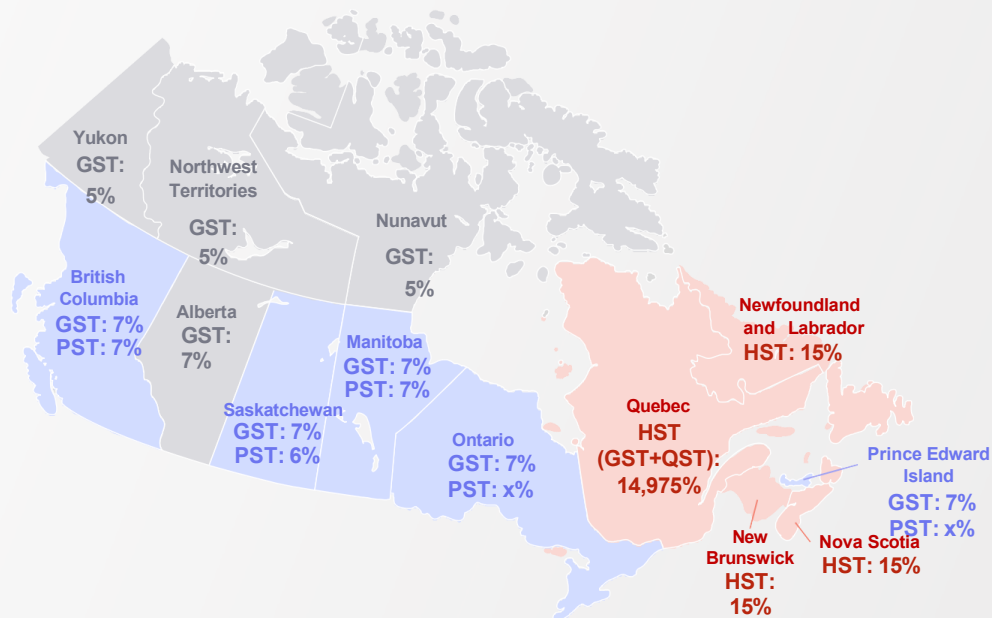 Yukon
GST:
5%
Northwest
Territories
GST:
5%
Nunavut
GST:
5%
British
Columbia
GST: 7%
PST: 7%
Alberta
GST:
7%
Saskatchewan
GST: 7%
PST: 6%
Manitoba
GST: 7%
PST: 7%
Ontario
GST: 7%
PST: x%
Quebec
HST
(GST+QST):
14,975%
Newfoundland
and Labrador
HST: 15%
Prince Edward
Island
GST: 7%
PST: x%
New
Brunswick
HST:
15%
Nova Scotia
HST: 15%